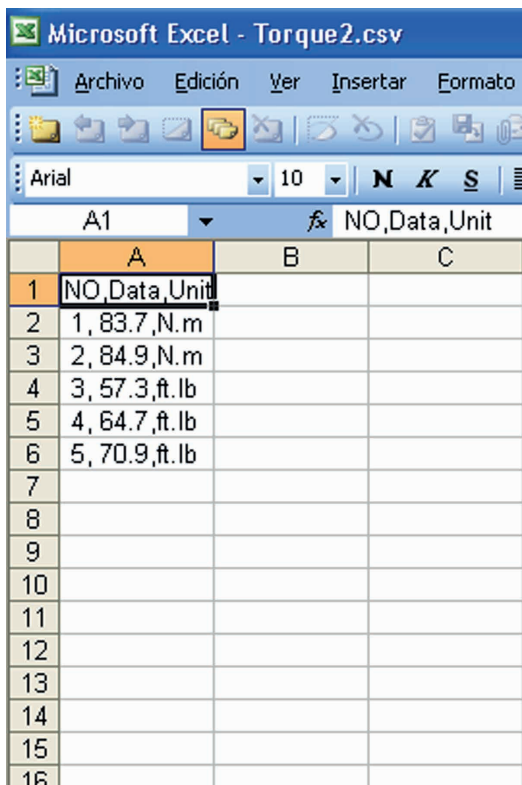 Microsoft Excel - Torque2.csv
Archivo Edición Ver Insertar Formato
Arial 10 N K S
A1 fx NO,Data,Unit
A B C
1 NO,Data,Unit
2 1, 83.7,N.m
3 2, 84.9,N.m
4 3, 57.3,ft.lb
5 4, 64.7,ft.lb
6 5, 70.9,ft.lb
7
8
9
10
11
12
13
14
15
16